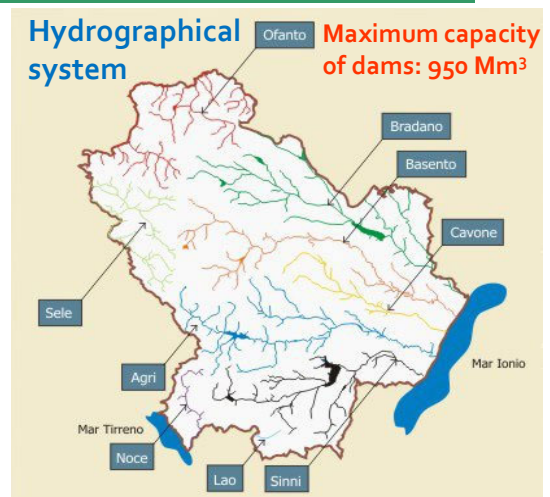 Hydrographical
system
Maximum capacity
of dams: 950 Mm³
Ofanto
Bradano
Basento
Cavone
Sele
Agri
Mar Ionio
Mar Tirreno
Noce
Lao
Sinni